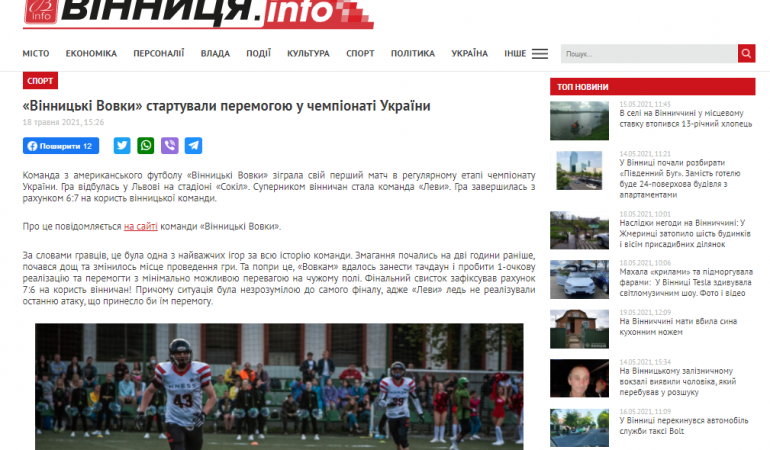 info
ВІННИЦЯ.info
МІСТО ЕКОНОМІКА ПЕРСОНАЛІЇ ВЛАДА ПОДІЇ КУЛЬТУРА СПОРТ ПОЛІТИКА УКРАЇНА ІНШЕ
Пошук...
СПОРТ
«Вінницькі Вовки» стартували перемогою у чемпіонаті України
18 травня 2021, 15:26
Поширити 12
Команда з американського футболу «Вінницькі Вовки» зіграла свій перший матч в регулярному етапі чемпіонату
України. Гра відбулась у Львові на стадіоні «Сокіл». Суперником вінничан стала команда «Леви». Гра завершилась з
рахунком 6:7 на користь вінницької команди.
Про це повідомляється на сайті команди «Вінницькі Вовки».
За словами гравців, це була одна з найважчих ігор за всю історію команди. Змагання почались на дві години раніше,
почався дощ та змінилось місце проведення гри. Та попри це, «Вовкам» вдалось занести тачдаун і пробити 1-очкову
реалізацію та перемогти з мінімально можливою перевагою на чужому полі. Фінальний свисток зафіксував рахунок
7:6 на користь вінничан! Причому ситуація була незрозумілою до самого фіналу, адже «Леви» ледь не реалізували
останню атаку, що принесло би їм перемогу.
43
ТОП НОВИНИ
15.05.2021, 11:43
В селі на Вінниччині у місцевому
ставку втопився 13-річний хлопець
14.05.2021, 11:21
У Вінниці почали розбирати
«Південний Буг». Замість готелю
буде 24-поверхова будівля з
апартаментами
18.05.2021, 10:01
Наслідки негоди на Вінниччині: У
Жмеринці затопило шість будинків
і вісім присадибних ділянок
18.05.2021, 10:06
Махала «крилами» та підморгувала
фарами: У Вінниці Tesla здивувала
світломузичним шоу. Фото і відео
19.05.2021, 12:09
На Вінниччині мати вбила сина
кухонним ножем
14.05.2021, 15:34
На Вінницькому залізничному
вокзалі виявили чоловіка, який
перебував у розшуку
16.05.2021, 11:09
У Вінниці перекинувся автомобіль
служби таксі Bolt